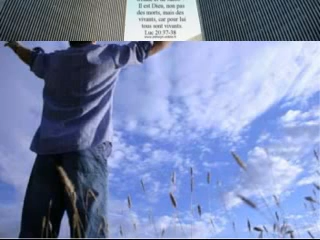 Il est Dieu, non pas
des morts, mais des
vivants, car pour lui
tous sont vivants.
Luc 20:37-38